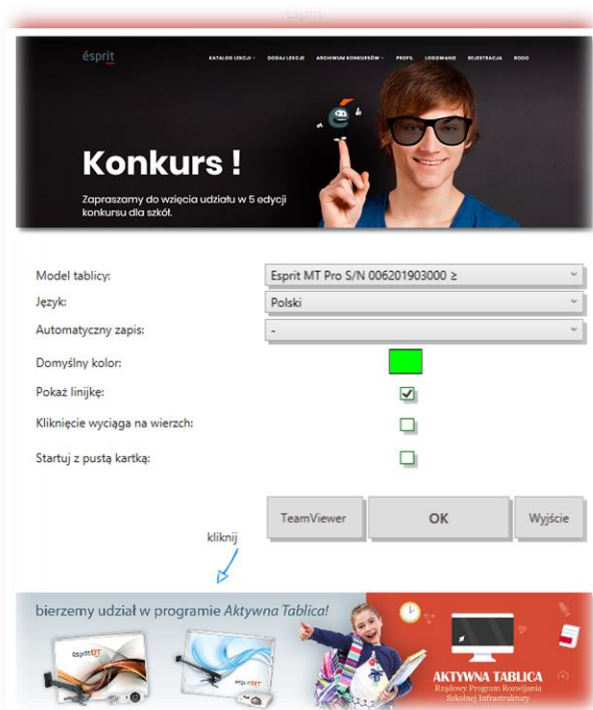 Esprit
ésprit
KATALOG LEKCJI
DODAJ LEKCJE
ARCHIWUM KONKURSÓW
PROFIL
LOGOWANIE
REJESTRACJA
RODO
Konkurs !
Zapraszamy do wzięcia udziału w 5 edycji
konkursu dla szkół.
Model tablicy: Esprit MT Pro S/N 006201903000 ≥
Język: Polski
Automatyczny zapis: -
Domyślny kolor:
Pokaż linijkę:
Kliknięcie wyciąga na wierzch:
Startuj z pustą kartką:
TeamViewer
OK
Wyjście
kliknij
bierzemy udział w programie Aktywna Tablica!
ésprit DT
AKTYWNA TABLICA
Rządowy Program Rozwijania
Szkolnej Infrastruktury